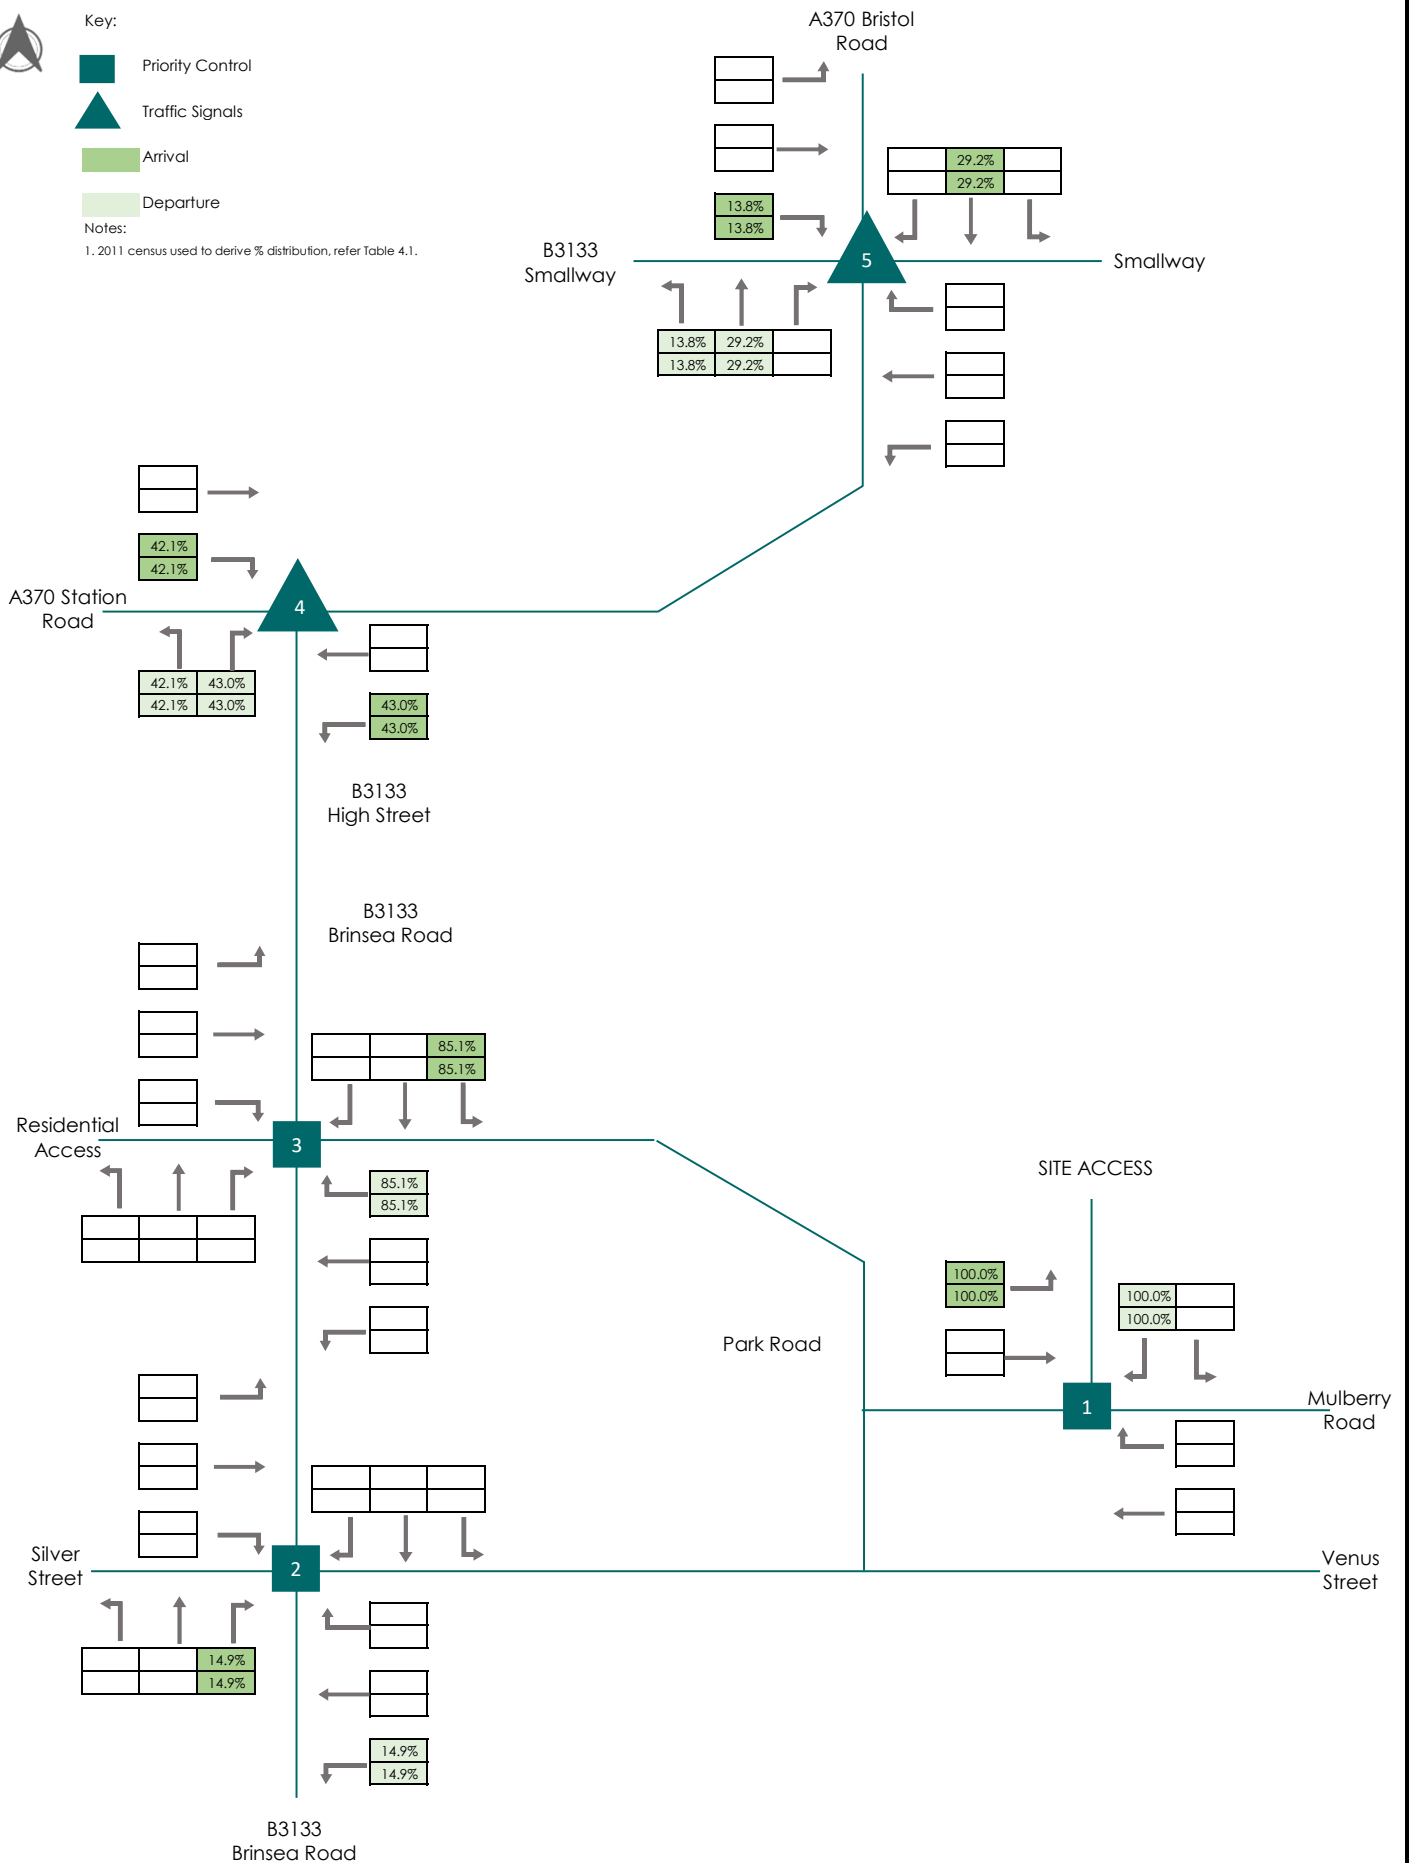 Key:
Priority Control
Traffic Signals
Arrival
Departure
Notes:
1. 2011 census used to derive % distribution, refer Table 4.1.
A370 Bristol
Road
29.2%
29.2%
13.8%
13.8%
B3133
Smallway
5
Smallway
13.8% 29.2%
13.8% 29.2%
42.1%
42.1%
A370 Station
Road
4
42.1% 43.0%
42.1% 43.0%
43.0%
43.0%
B3133
High Street
B3133
Brinsea Road
85.1%
85.1%
Residential
Access
3
85.1%
85.1%
SITE ACCESS
100.0%
100.0%
100.0%
100.0%
Park Road
1
Mulberry
Road
Silver
Street
2
Venus
Street
14.9%
14.9%
14.9%
14.9%
B3133
Brinsea Road